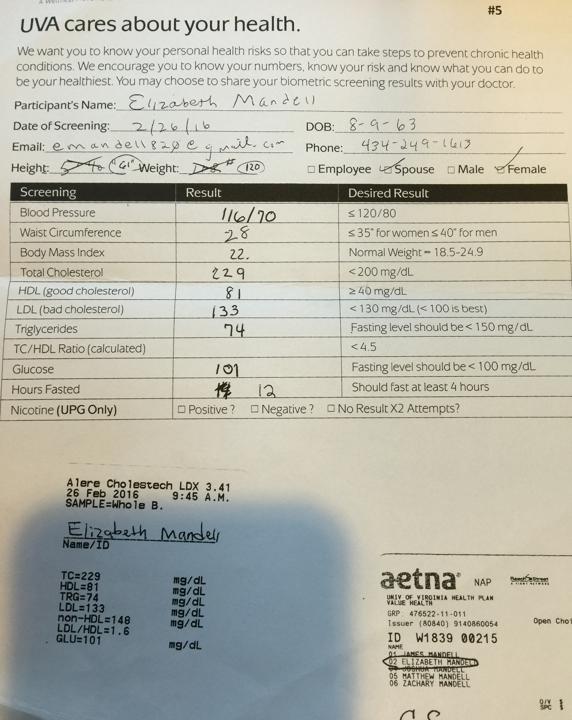 #5
UVA cares about your health.
We want you to know your personal health risks so that you can take steps to prevent chronic health
conditions. We encourage you to know your numbers, know your risk and know what you can do to
be your healthiest. You may choose to share your biometric screening results with your doctor.
Participant's Name: Elizabeth Mandell
Date of Screening: 2/26/16 DOB: 8-9-63
Email: emandell820@gmail.com Phone: 434-249-1613
Height: 61" Weight: # 120 □ Employee ☑ Spouse □ Male ☑ Female
Screening Result Desired Result
Blood Pressure 116/70 ≤ 120/80
Waist Circumference 28 ≤ 35" for women ≤ 40" for men
Body Mass Index 22. Normal Weight = 18.5-24.9
Total Cholesterol 229 < 200 mg/dL
HDL (good cholesterol) 81 ≥ 40 mg/dL
LDL (bad cholesterol) 133 < 130 mg/dL (< 100 is best)
Triglycerides 74 Fasting level should be < 150 mg/dL
TC/HDL Ratio (calculated) < 4.5
Glucose 101 Fasting level should be < 100 mg/dL
Hours Fasted 12 Should fast at least 4 hours
Nicotine (UPG Only) □ Positive? □ Negative? □ No Result X2 Attempts?
Alere Cholestech LDX 3.41
26 Feb 2016 9:45 A.M.
SAMPLE=Whole B.
Elizabeth Mandell
Name/ID
TC=229 mg/dL
HDL=81 mg/dL
TRG=74 mg/dL
LDL=133 mg/dL
non-HDL=148 mg/dL
LDL/HDL=1.6
GLU=101 mg/dL
aetna NAP
UNIV OF VIRGINIA HEALTH PLAN
VALUE HEALTH
GRP: 476522-11-011
Issuer (80840) 9140860054 Open Choi
ID W1839 00215
NAME
01 JAMES MANDELL
02 ELIZABETH MANDELL
JOSHUA MANDELL
05 MATTHEW MANDELL
06 ZACHARY MANDELL